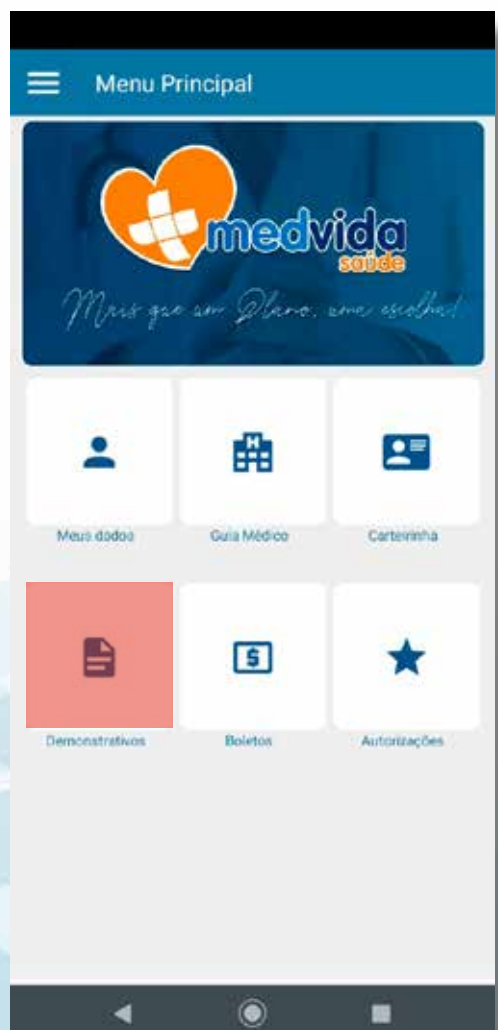 Menu Principal
medvida
saúde
Mais que um Plano, uma escolha!
Meus dados
Guia Médico
Carteirinha
Demonstrativos
Boletos
Autorizações